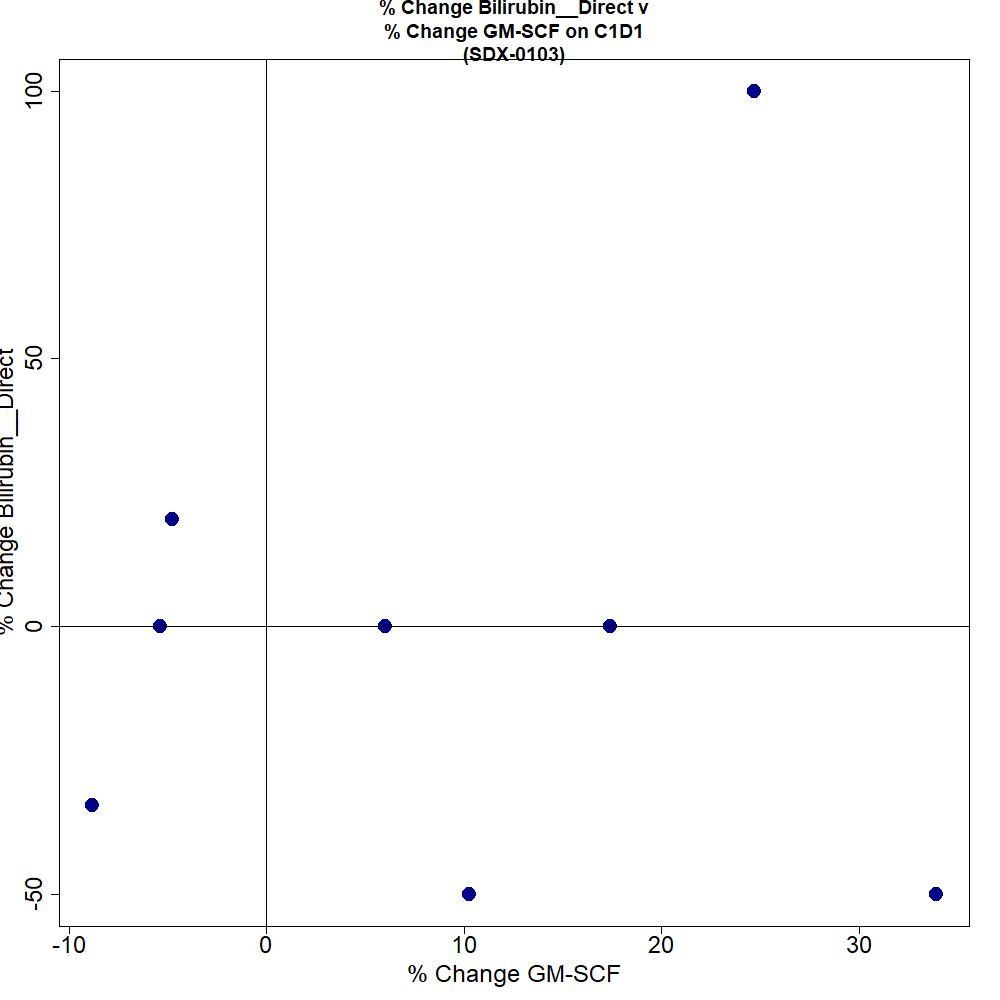 % Change Bilirubin__Direct v
% Change GM-SCF on C1D1
(SDX-0103)
% Change Bilirubin__Direct
100
50
0
-50
-10
0
10
20
30
% Change GM-SCF